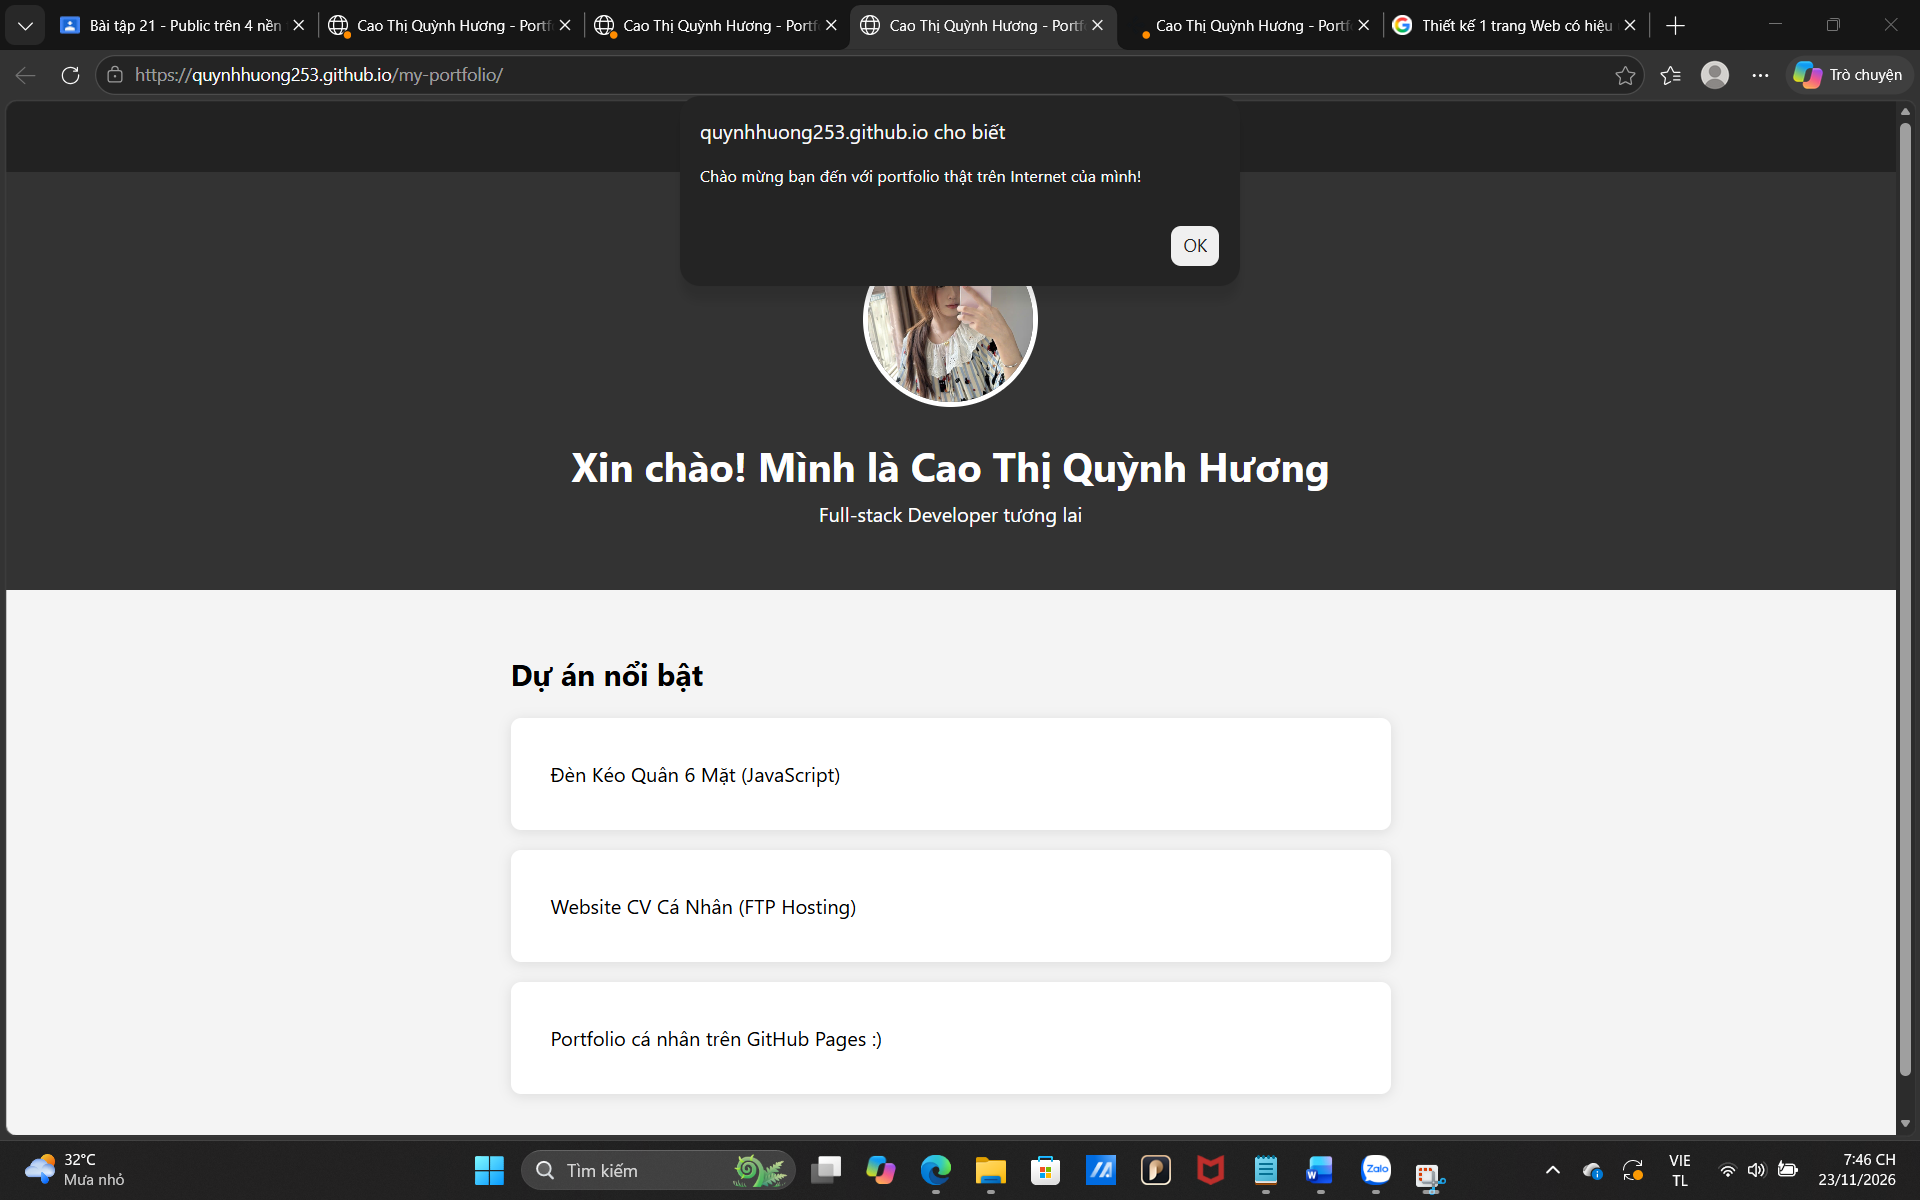 Bài tập 21 - Public trên 4 nền
Cao Thị Quỳnh Hương - Portf
Cao Thị Quỳnh Hương - Portf
Cao Thị Quỳnh Hương - Portf
Cao Thị Quỳnh Hương - Portf
Thiết kế 1 trang Web có hiệu
https://quynhhuong253.github.io/my-portfolio/
Trò chuyện
quynhhuong253.github.io cho biết
Chào mừng bạn đến với portfolio thật trên Internet của mình!
OK
Xin chào! Mình là Cao Thị Quỳnh Hương
Full-stack Developer tương lai
Dự án nổi bật
Đèn Kéo Quân 6 Mặt (JavaScript)
Website CV Cá Nhân (FTP Hosting)
Portfolio cá nhân trên GitHub Pages :)
32°C
Mưa nhỏ
Tìm kiếm
Zalo
VIE
TL
7:46 CH
23/11/2026